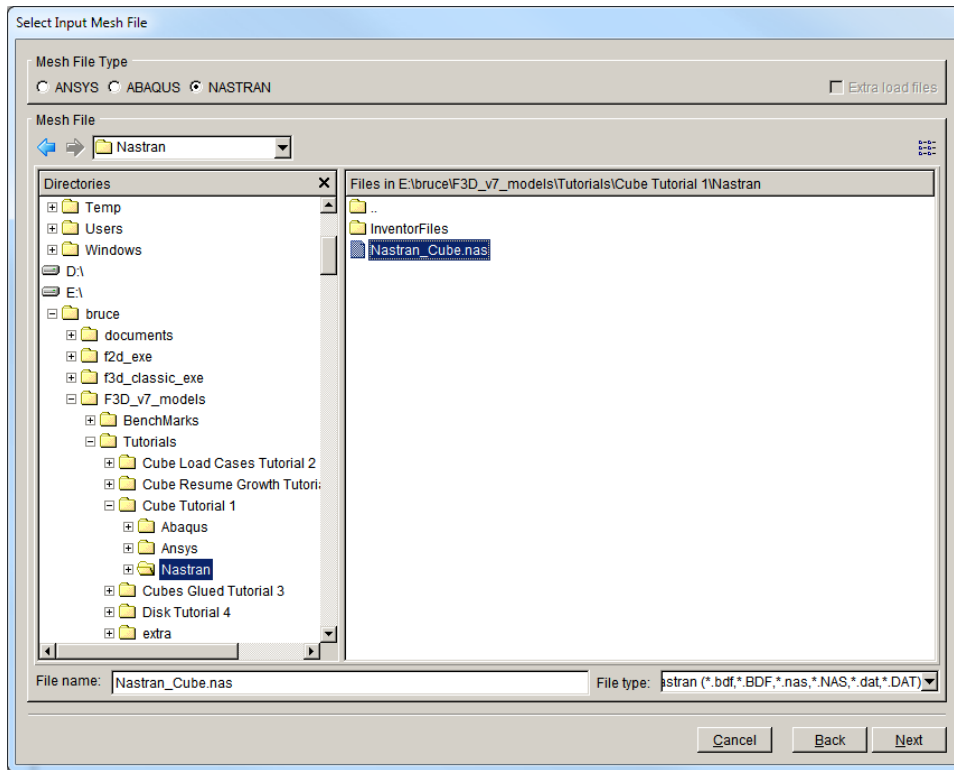 Select Input Mesh File
Mesh File Type
ANSYS ABAQUS NASTRAN Extra load files
Mesh File
Nastran
Directories
Temp
Users
Windows
D:\
E:\
bruce
documents
f2d_exe
f3d_classic_exe
F3D_v7_models
BenchMarks
Tutorials
Cube Load Cases Tutorial 2
Cube Resume Growth Tutori
Cube Tutorial 1
Abaqus
Ansys
Nastran
Cubes Glued Tutorial 3
Disk Tutorial 4
extra
Files in E:\bruce\F3D_v7_models\Tutorials\Cube Tutorial 1\Nastran
..
InventorFiles
Nastran_Cube.nas
File name: Nastran_Cube.nas File type: astran (*.bdf,*.BDF,*.nas,*.NAS,*.dat,*.DAT)
Cancel Back Next